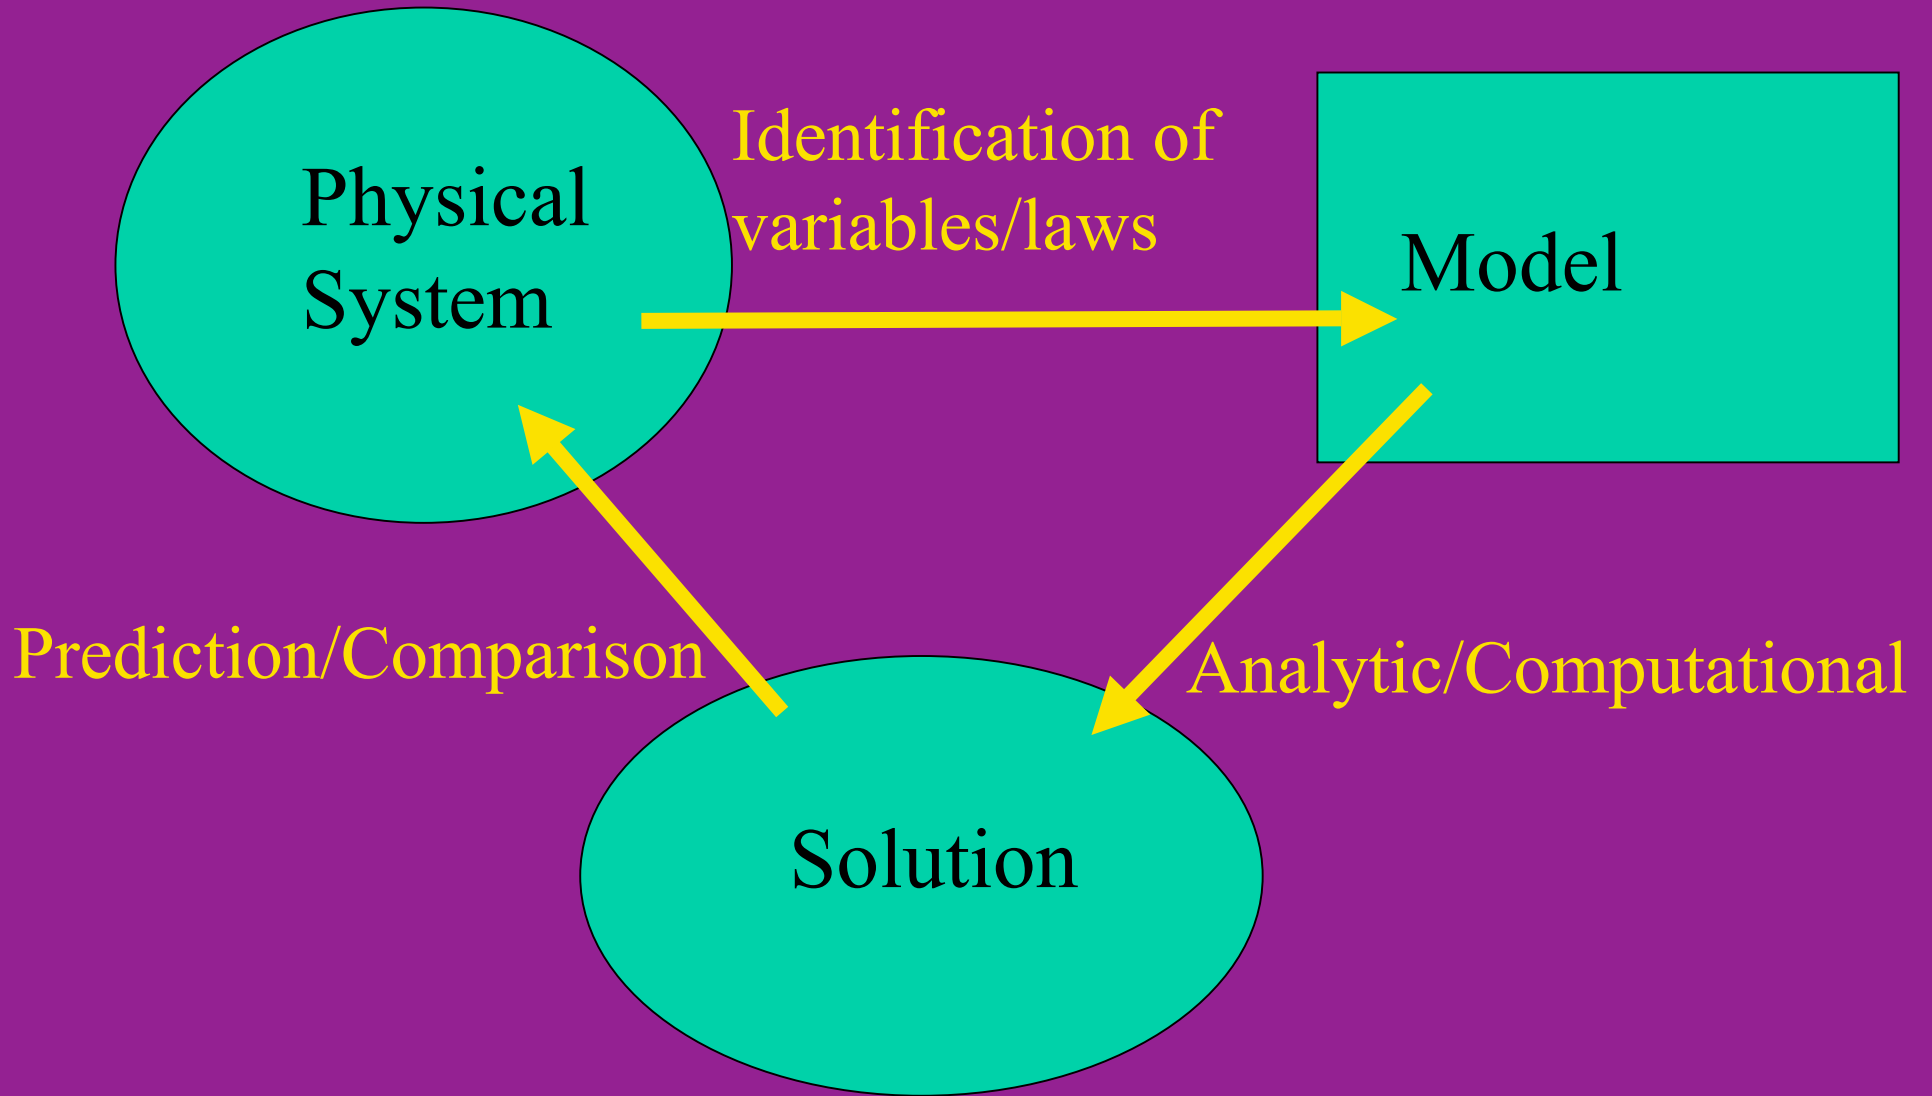 Physical
System
Identification of
variables/laws
Model
Prediction/Comparison
Analytic/Computational
Solution